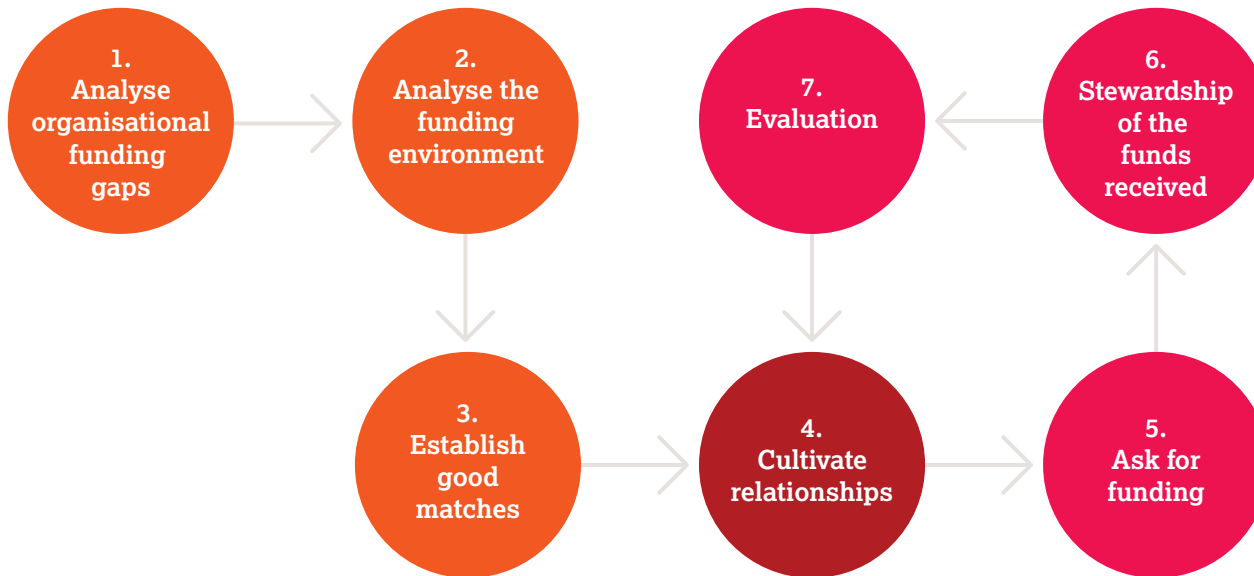 1.
Analyse
organisational
funding
gaps
2.
Analyse the
funding
environment
3.
Establish
good
matches
4.
Cultivate
relationships
5.
Ask for
funding
6.
Stewardship
of the
funds
received
7.
Evaluation